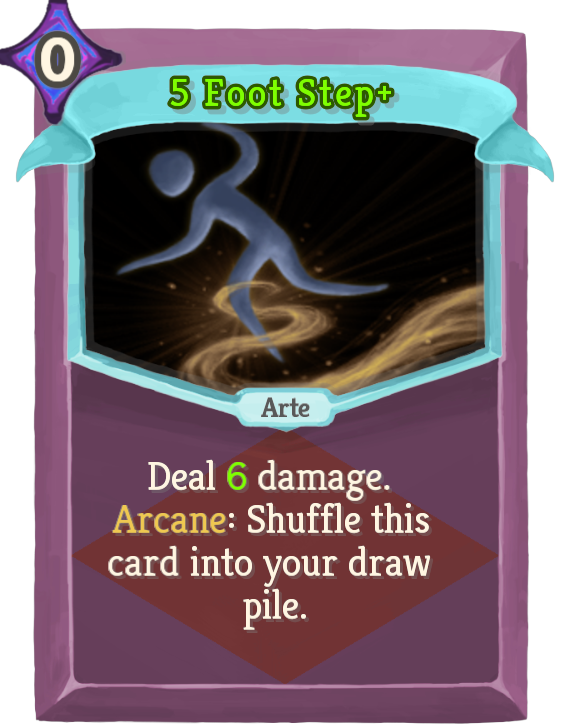 0
5 Foot Step+
Arte
Deal 6 damage.
Arcane: Shuffle this
card into your draw
pile.